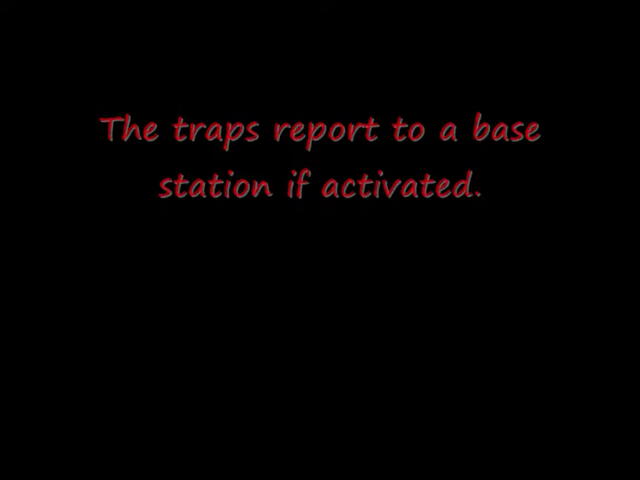 The traps report to a base
station if activated.